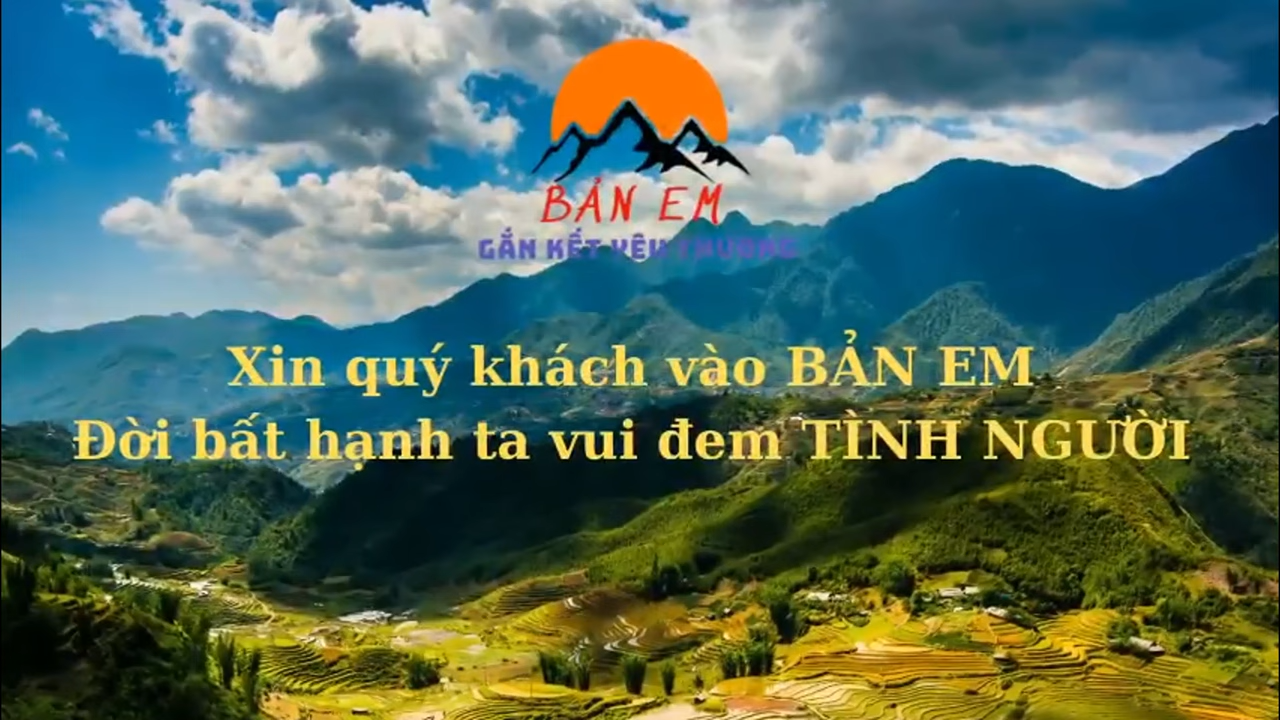 BẢN EM
GẮN KẾT YÊU THƯƠNG
Xin quý khách vào BẢN EM
Đời bất hạnh ta vui đem TÌNH NGƯỜI